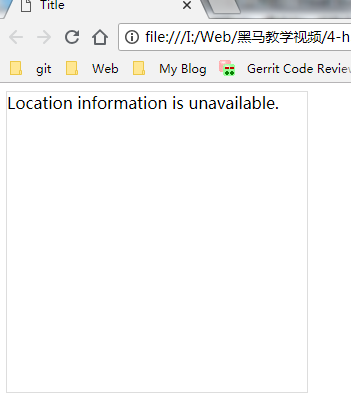 Title
file:///I:/Web/黑马教学视频/4-h
git Web My Blog Gerrit Code Review
Location information is unavailable.